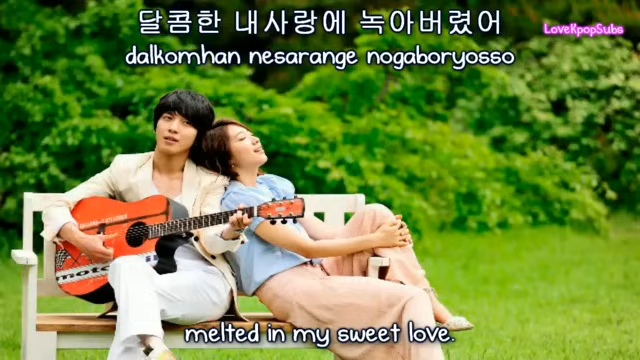 달콤한 내사랑에 녹아버렸어
LoveKpopSubs
dalkomhan nesarange nogaboryosso
moto
melted in my sweet love.